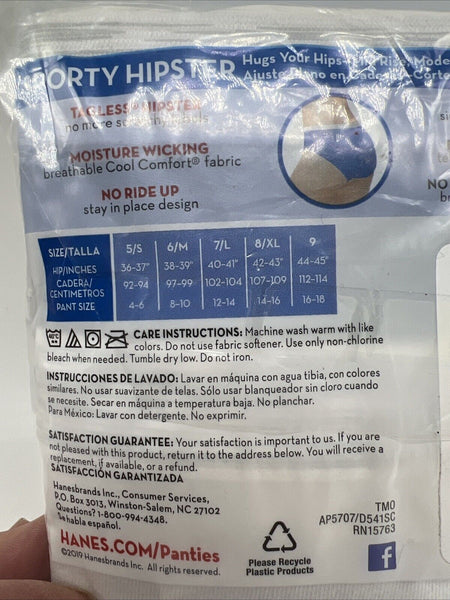 ORTY HIPSTER
Hugs Your Hips
TAGLESS® HIPSTER
no more
MOISTURE WICKING
breathable Cool Comfort® fabric
NO RIDE UP
stay in place design
NO
SIZE/TALLA 5/S 6/M 7/L 8/XL 9
HIP/INCHES 36-37" 38-39" 40-41" 42-43" 44-45"
CADERA/CENTIMETROS 92-94 97-99 102-104 107-109 112-114
PANT SIZE 4-6 8-10 12-14 14-16 16-18
CARE INSTRUCTIONS: Machine wash warm with like
colors. Do not use fabric softener. Use only non-chlorine
bleach when needed. Tumble dry low. Do not iron.
INSTRUCCIONES DE LAVADO: Lavar en máquina con agua tibia, con colores
similares. No usar suavizante de telas. Sólo usar blanqueador sin cloro cuando
se necesite. Secar en máquina a temperatura baja. No planchar.
Para México: Lavar con detergente. No exprimir.
SATISFACTION GUARANTEE: Your satisfaction is important to us. If you are
not pleased with this product, return it to the address below. You will receive a
replacement, if available, or a refund.
SATISFACCIÓN GARANTIZADA
Hanesbrands Inc., Consumer Services,
P.O. Box 3013, Winston-Salem, NC 27102
Questions? 1-800-994-4348.
Se habla español.
HANES.COM/Panties
©2019 Hanesbrands Inc. All rights reserved.
Please Recycle
Plastic Products
TM0
AP5707/D541SC
RN15763
f